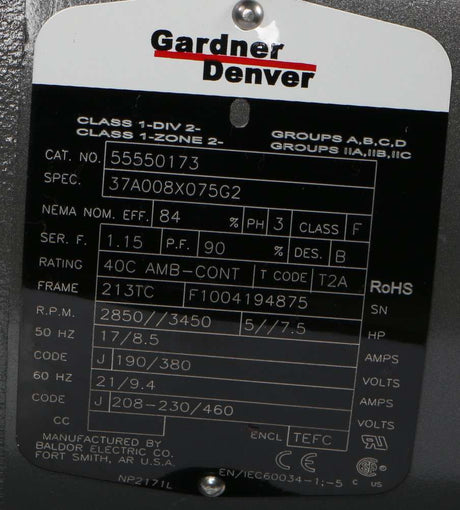 Gardner
Denver
CLASS 1-DIV 2- GROUPS A,B,C,D
CLASS 1-ZONE 2- GROUPS IIA,IIB,IIC
CAT. NO. 55550173
SPEC. 37A008X075G2
NEMA NOM. EFF. 84 % PH 3 CLASS F
SER. F. 1.15 P.F. 90 % DES. B
RATING 40C AMB-CONT T CODE T2A RoHS
FRAME 213TC F1004194875 SN
R.P.M. 2850//3450 5//7.5 HP
50 HZ 17/8.5 AMPS
CODE J 190/380 VOLTS
60 HZ 21/9.4 AMPS
CODE J 208-230/460 VOLTS
CC ENCL TEFC
MANUFACTURED BY
BALDOR ELECTRIC CO.
FORT SMITH, AR U.S.A.
CE
EN/IEC60034-1;-5 C US
NP2171L